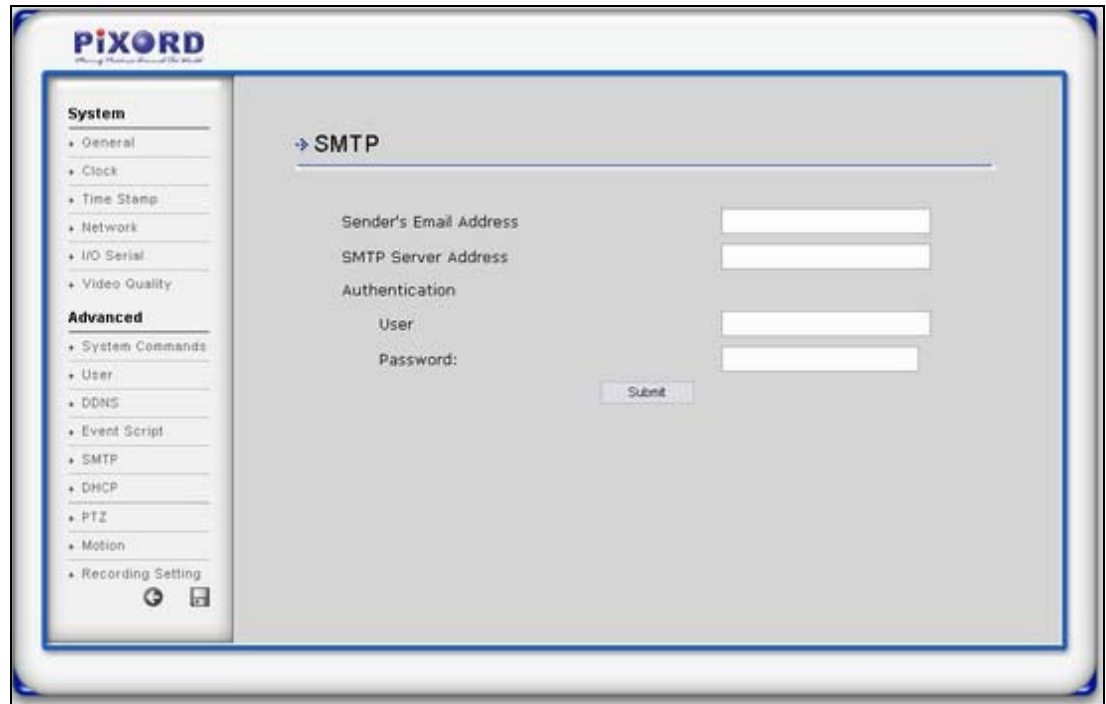 PiXORD
System
General
Clock
Time Stamp
Network
I/O Serial
Video Quality
Advanced
System Commands
User
DDNS
Event Script
SMTP
DHCP
PTZ
Motion
Recording Setting
SMTP
Sender's Email Address
SMTP Server Address
Authentication
User
Password:
Submit